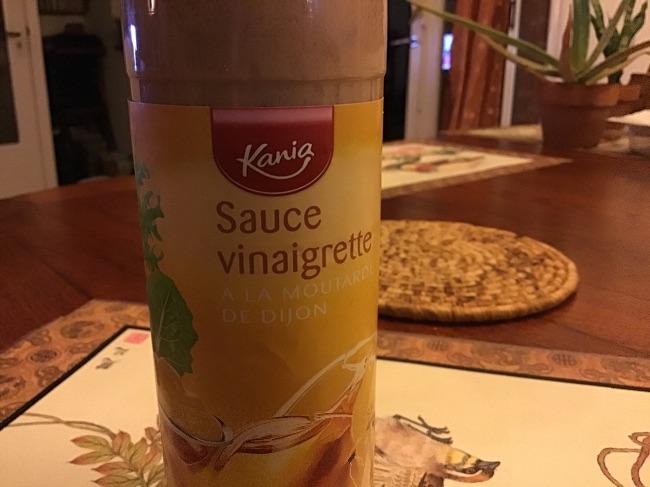 Kania
Sauce
vinaigrette
A LA MOUTARDE
DE DIJON